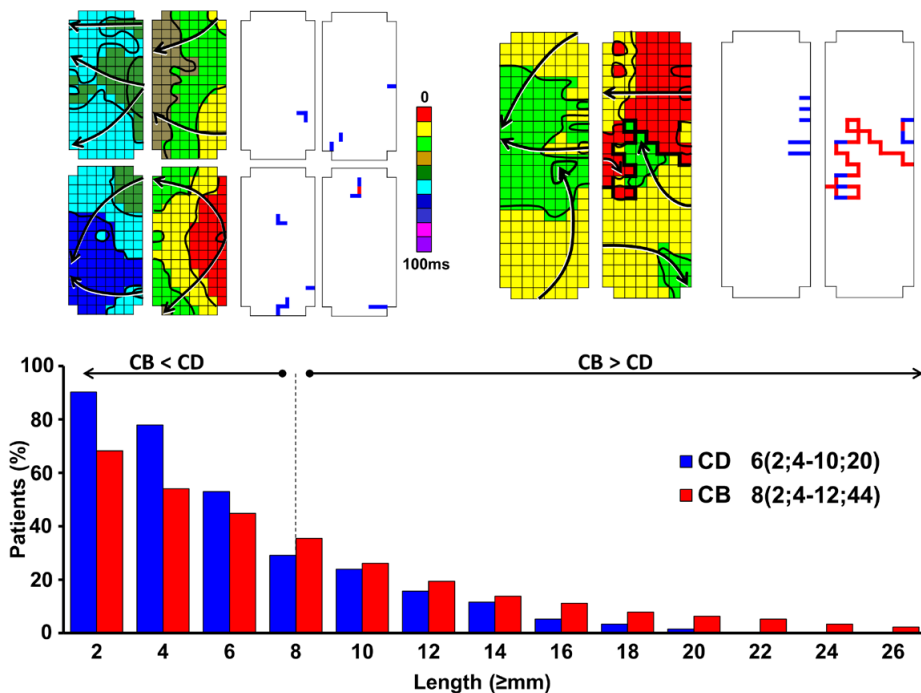 0
100ms
100
80
60
40
20
0
Patients (%)
CB < CD
CB > CD
CD 6(2;4-10;20)
CB 8(2;4-12;44)
2 4 6 8 10 12 14 16 18 20 22 24 26
Length (≥mm)